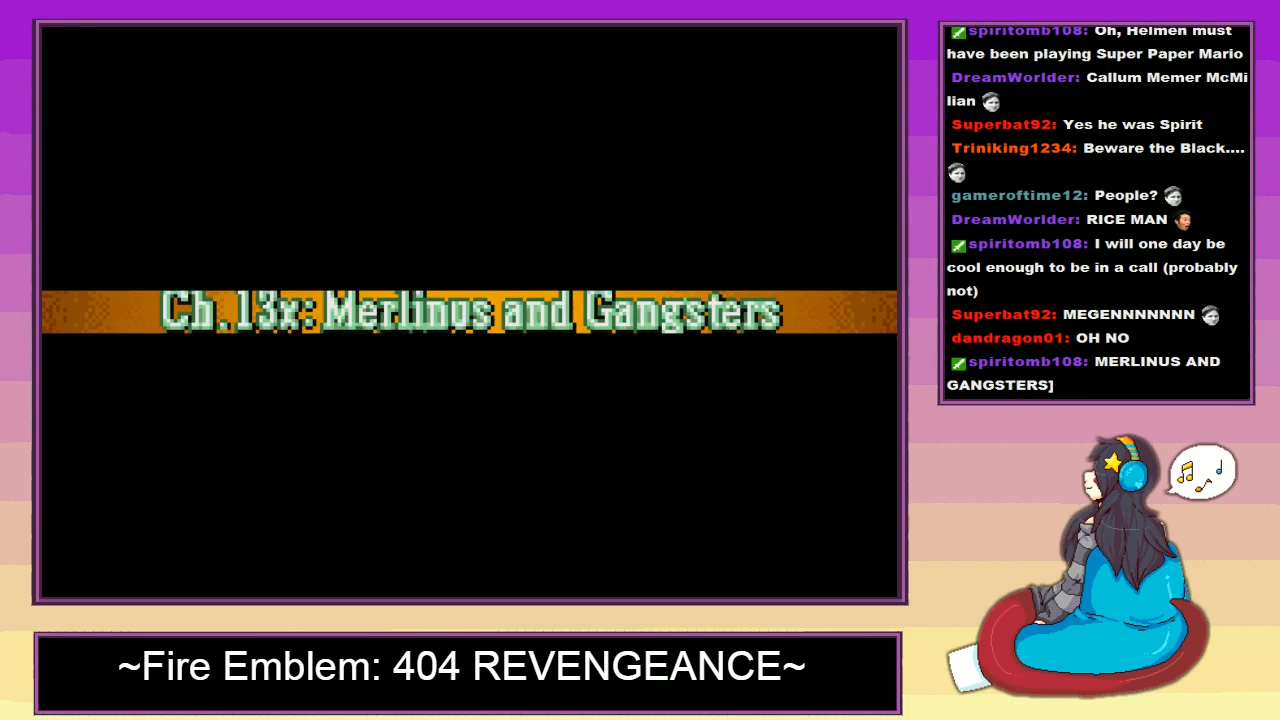 Ch.13x: Merlinus and Gangsters
spiritomb108: Oh, Helmen must
have been playing Super Paper Mario
DreamWorlder: Callum Memer McMi
lian
Superbat92: Yes he was Spirit
Triniking1234: Beware the Black....
gameroftime12: People?
DreamWorlder: RICE MAN
spiritomb108: I will one day be
cool enough to be in a call (probably
not)
Superbat92: MEGENNNNNNN
dandragon01: OH NO
spiritomb108: MERLINUS AND
GANGSTERS]
~Fire Emblem: 404 REVENGEANCE~